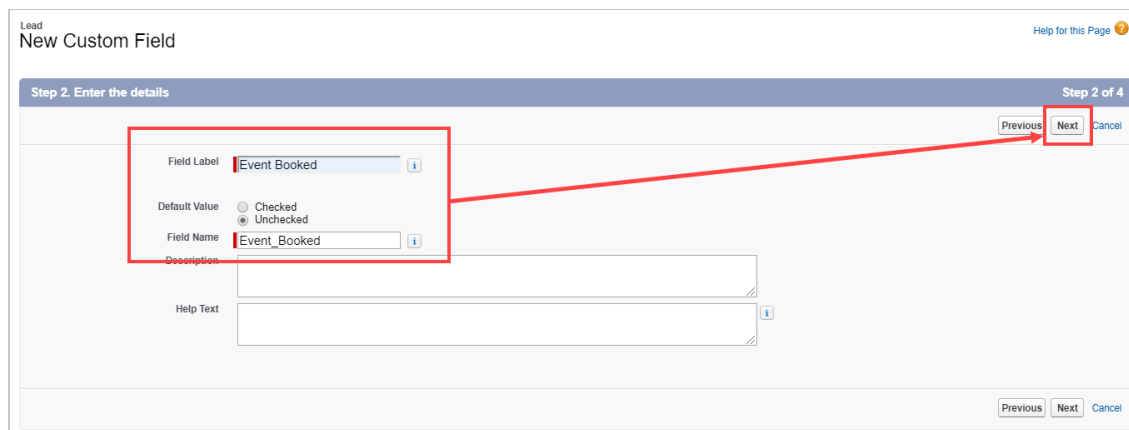 Lead
New Custom Field
Help for this Page
Step 2. Enter the details
Step 2 of 4
Previous Next Cancel
Field Label Event Booked
Default Value Checked
Unchecked
Field Name Event_Booked
Description
Help Text
Previous Next Cancel